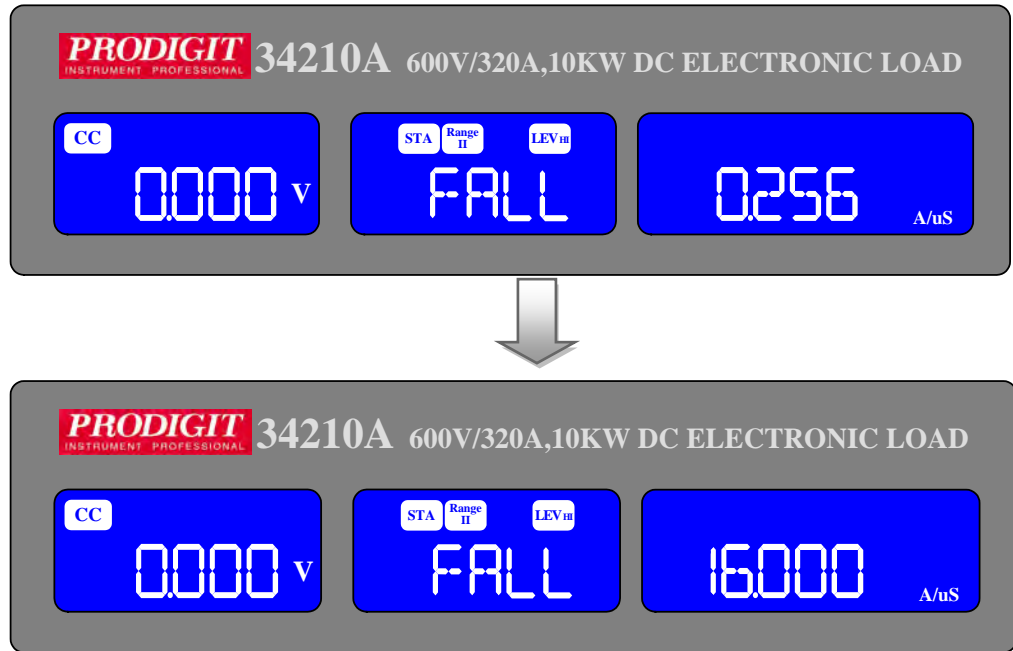 PRODIGIT 34210A 600V/320A,10KW DC ELECTRONIC LOAD
INSTRUMENT PROFESSIONAL
CC STA Range II LEV HI
0.000 V FALL 0.256 A/uS
PRODIGIT 34210A 600V/320A,10KW DC ELECTRONIC LOAD
INSTRUMENT PROFESSIONAL
CC STA Range II LEV HI
0.000 V FALL 16.000 A/uS